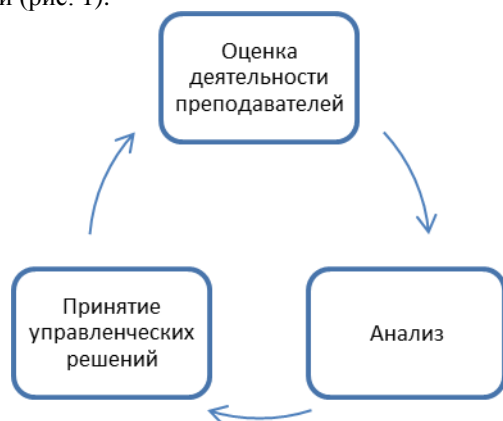 и (рис. 1).
Оценка
деятельности
преподавателей
Принятие
управленческих
решений
Анализ